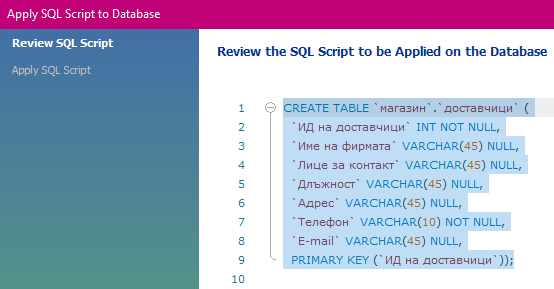 Apply SQL Script to Database
Review SQL Script
Apply SQL Script
Review the SQL Script to be Applied on the Database
1 CREATE TABLE `магазин`.`доставчици` (
2 `ИД на доставчици` INT NOT NULL,
3 `Име на фирмата` VARCHAR(45) NULL,
4 `Лице за контакт` VARCHAR(45) NULL,
5 `Длъжност` VARCHAR(45) NULL,
6 `Адрес` VARCHAR(45) NULL,
7 `Телефон` VARCHAR(10) NOT NULL,
8 `E-mail` VARCHAR(45) NULL,
9 PRIMARY KEY (`ИД на доставчици`));
10